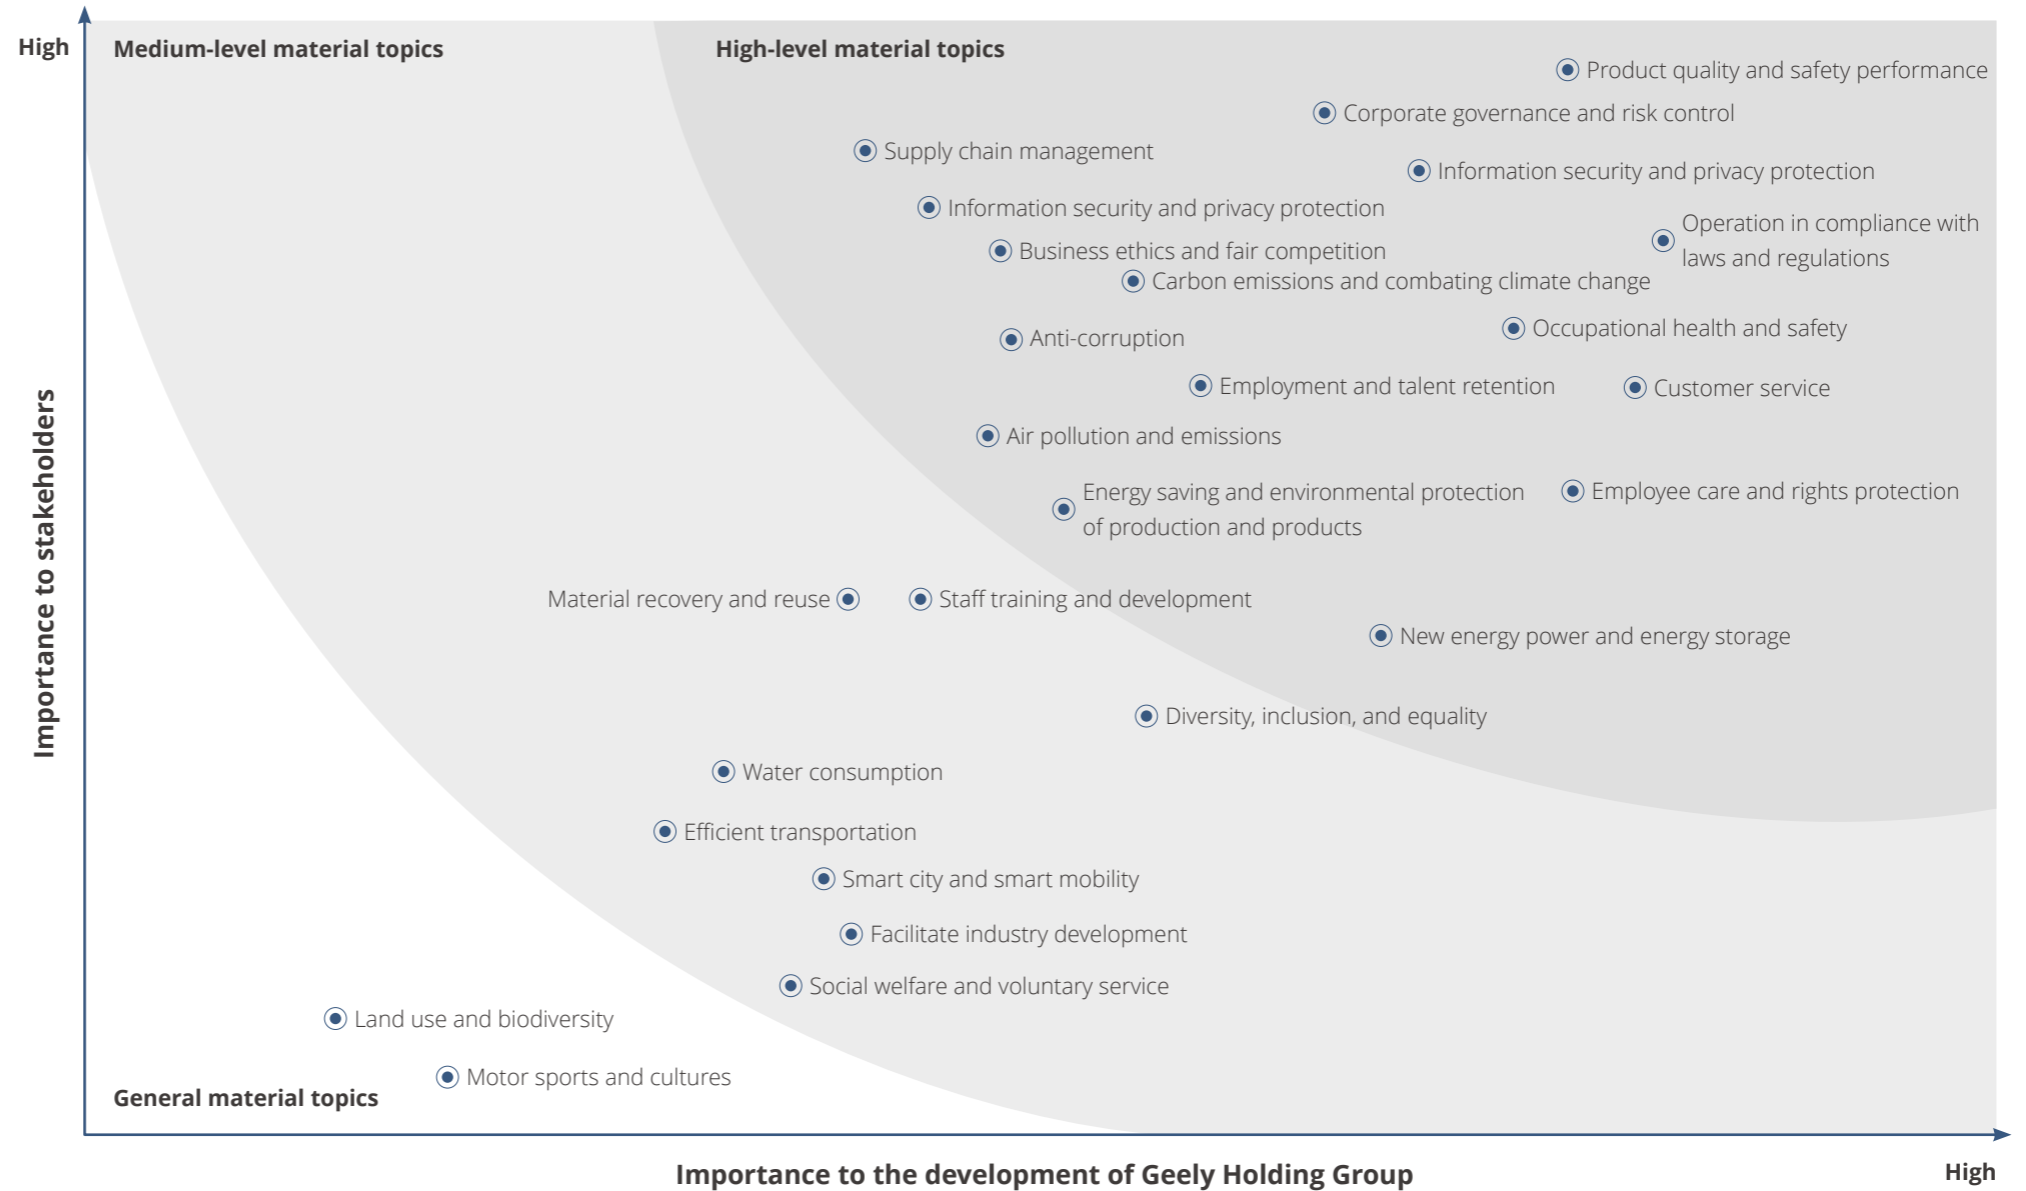 High
Medium-level material topics
High-level material topics
Product quality and safety performance
Corporate governance and risk control
Supply chain management
Information security and privacy protection
Information security and privacy protection
Operation in compliance with
laws and regulations
Business ethics and fair competition
Carbon emissions and combating climate change
Occupational health and safety
Anti-corruption
Employment and talent retention
Customer service
Air pollution and emissions
Energy saving and environmental protection
of production and products
Employee care and rights protection
Importance to stakeholders
Material recovery and reuse
Staff training and development
New energy power and energy storage
Diversity, inclusion, and equality
Water consumption
Efficient transportation
Smart city and smart mobility
Facilitate industry development
Social welfare and voluntary service
Land use and biodiversity
Motor sports and cultures
General material topics
Importance to the development of Geely Holding Group
High